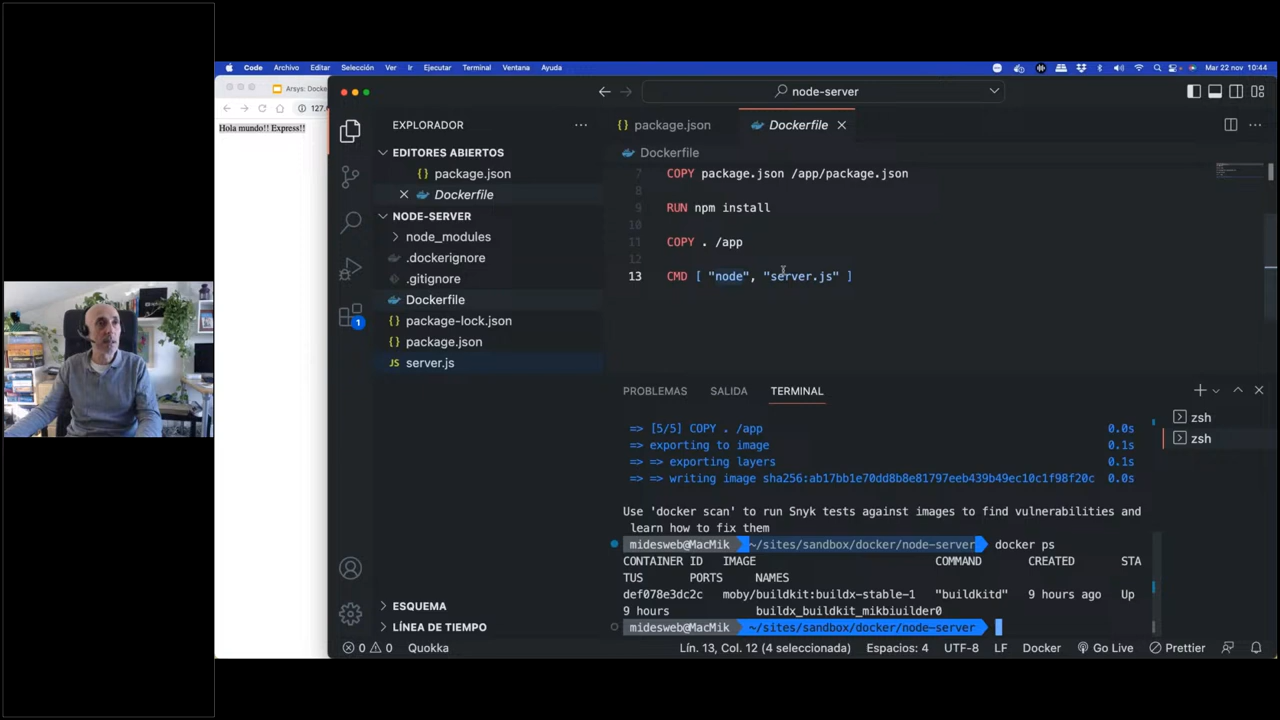 Code Archivo Editar Selección Ver Ir Ejecutar Terminal Ventana Ayuda Mar 22 nov 10:44
Arsys: Docke
127.
Hola mundo!! Express!!
node-server
EXPLORADOR
EDITORES ABIERTOS
{} package.json
Dockerfile
NODE-SERVER
node_modules
.dockerignore
.gitignore
Dockerfile
{} package-lock.json
{} package.json
JS server.js
ESQUEMA
LÍNEA DE TIEMPO
1
{} package.json Dockerfile
Dockerfile
7 COPY package.json /app/package.json
8
9 RUN npm install
10
11 COPY . /app
12
13 CMD [ "node", "server.js" ]
PROBLEMAS SALIDA TERMINAL
zsh
zsh
=> [5/5] COPY . /app 0.0s
=> exporting to image 0.1s
=> => exporting layers 0.1s
=> => writing image sha256:ab17bb1e70dd8b8e81797eeb439b49ec10c1f98f20c 0.0s
Use 'docker scan' to run Snyk tests against images to find vulnerabilities and
learn how to fix them
midesweb@MacMik ~/sites/sandbox/docker/node-server docker ps
CONTAINER ID IMAGE COMMAND CREATED STA
TUS PORTS NAMES
def078e3dc2c moby/buildkit:buildx-stable-1 "buildkitd" 9 hours ago Up
9 hours buildx_buildkit_mikbiuilder0
midesweb@MacMik ~/sites/sandbox/docker/node-server
0 0 Quokka Lín. 13, Col. 12 (4 seleccionada) Espacios: 4 UTF-8 LF Docker Go Live Prettier